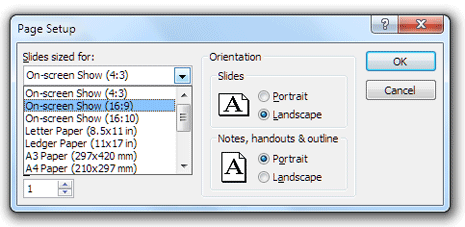 Page Setup
Slides sized for:
On-screen Show (4:3)
On-screen Show (4:3)
On-screen Show (16:9)
On-screen Show (16:10)
Letter Paper (8.5x11 in)
Ledger Paper (11x17 in)
A3 Paper (297x420 mm)
A4 Paper (210x297 mm)
1
Orientation
Slides
A
Portrait
Landscape
Notes, handouts & outline
A
Portrait
Landscape
OK
Cancel